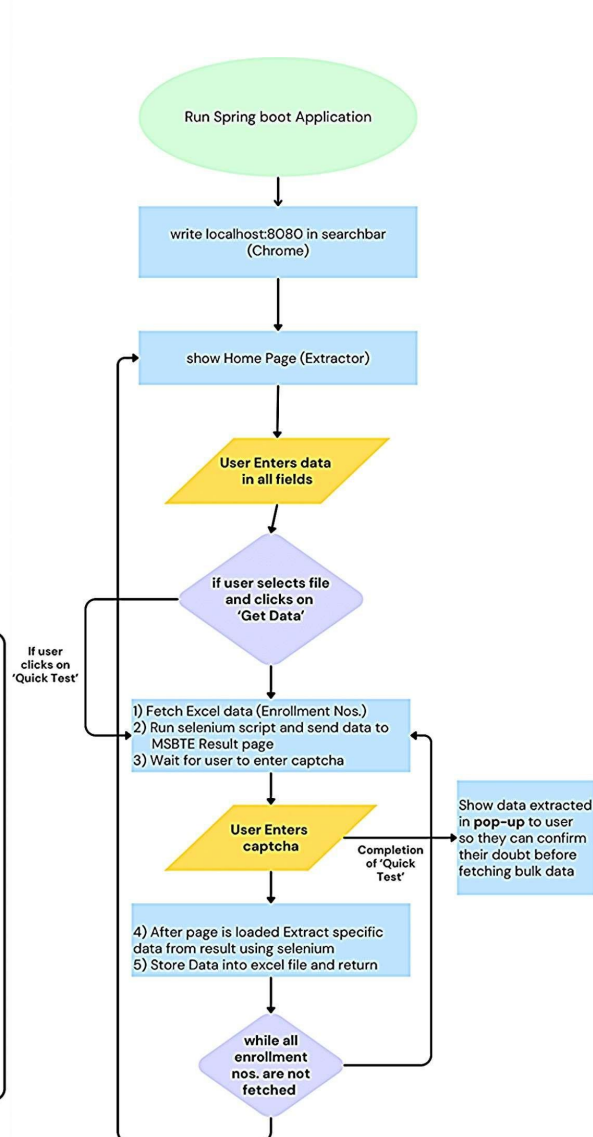 Run Spring boot Application
write localhost:8080 in searbar
(Chrome)
show Home Page (Extractor)
User Enters data
in all fields
if user selects file
and clicks on
‘Get Data’
If user
clicks on
‘Quick Test’
1) Fetch Excel data (Enrollment Nos.)
2) Run selenium script and send data to
MSBTE Result page
3) Wait for user to enter captcha
User Enters
captcha
Completion
of ‘Quick
Test’
Show data extracted
in pop-up to user
so they can confirm
their doubt before
fetching bulk data
4) After page is loaded Extract specific
data from result using selenium
5) Store Data into excel file and return
while all
enrollment
nos. are not
fetched